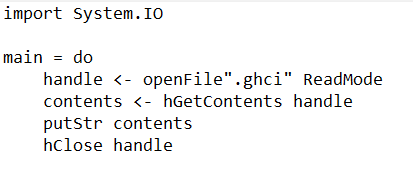 import System.IO

main = do
    handle <- openFile".ghci" ReadMode
    contents <- hGetContents handle
    putStr contents
    hClose handle